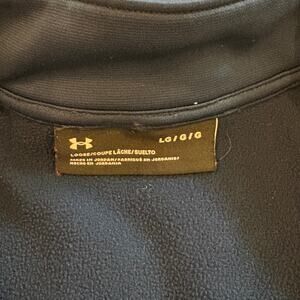 LG/G/G
LOOSE/COUPE LÂCHE/SUELTO
MADE IN JORDAN/FABRIQUÉ EN JORDANIE/
HECHO EN JORDANIA